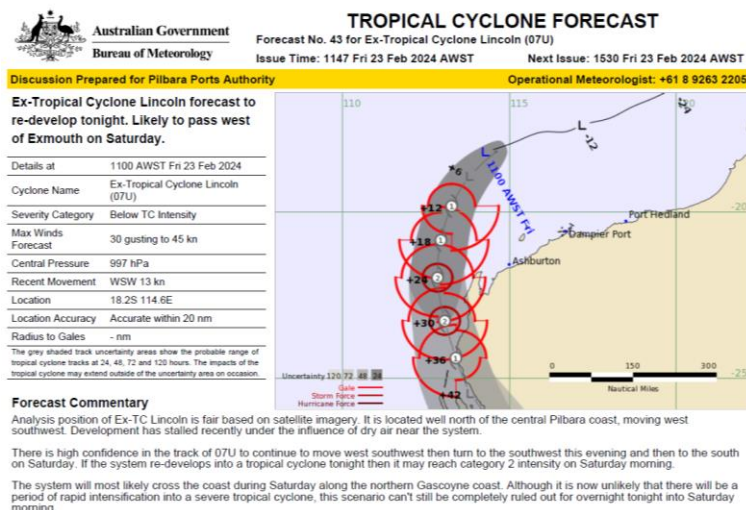 Australian Government
Bureau of Meteorology
TROPICAL CYCLONE FORECAST
Forecast No. 43 for Ex-Tropical Cyclone Lincoln (07U)
Issue Time: 1147 Fri 23 Feb 2024 AWST Next Issue: 1530 Fri 23 Feb 2024 AWST
Discussion Prepared for Pilbara Ports Authority Operational Meteorologist: +61 8 9263 2205
Ex-Tropical Cyclone Lincoln forecast to
re-develop tonight. Likely to pass west
of Exmouth on Saturday.
Details at 1100 AWST Fri 23 Feb 2024
Cyclone Name Ex-Tropical Cyclone Lincoln
(07U)
Severity Category Below TC Intensity
Max Winds
Forecast 30 gusting to 45 kn
Central Pressure 997 hPa
Recent Movement WSW 13 kn
Location 18.2S 114.6E
Location Accuracy Accurate within 20 nm
Radius to Gales - nm
The grey shaded track uncertainty areas show the probable range of
tropical cyclone tracks at 24, 48, 72 and 120 hours. The impacts of the
tropical cyclone may extend outside of the uncertainty area on occasion.
110 115 120
-24
L
-12
L
1100 AWST Fri
+6
L
+12 1
-20
Port Hedland
Dampier Port
+18 1
Ashburton
+24 2
+30 2
+36 1
-25
+42 L
0 150 300
Nautical Miles
Uncertainty 120 72 48 24
Gale
Storm Force
Hurricane Force
Forecast Commentary
Analysis position of Ex-TC Lincoln is fair based on satellite imagery. It is located well north of the central Pilbara coast, moving west
southwest. Development has stalled recently under the influence of dry air near the system.
There is high confidence in the track of 07U to continue to move west southwest then turn to the southwest this evening and then to the south
on Saturday. If the system re-develops into a tropical cyclone tonight then it may reach category 2 intensity on Saturday morning.
The system will most likely cross the coast during Saturday along the northern Gascoyne coast. Although it is now unlikely that there will be a
period of rapid intensification into a severe tropical cyclone, this scenario can't still be completely ruled out for overnight tonight into Saturday
morning.